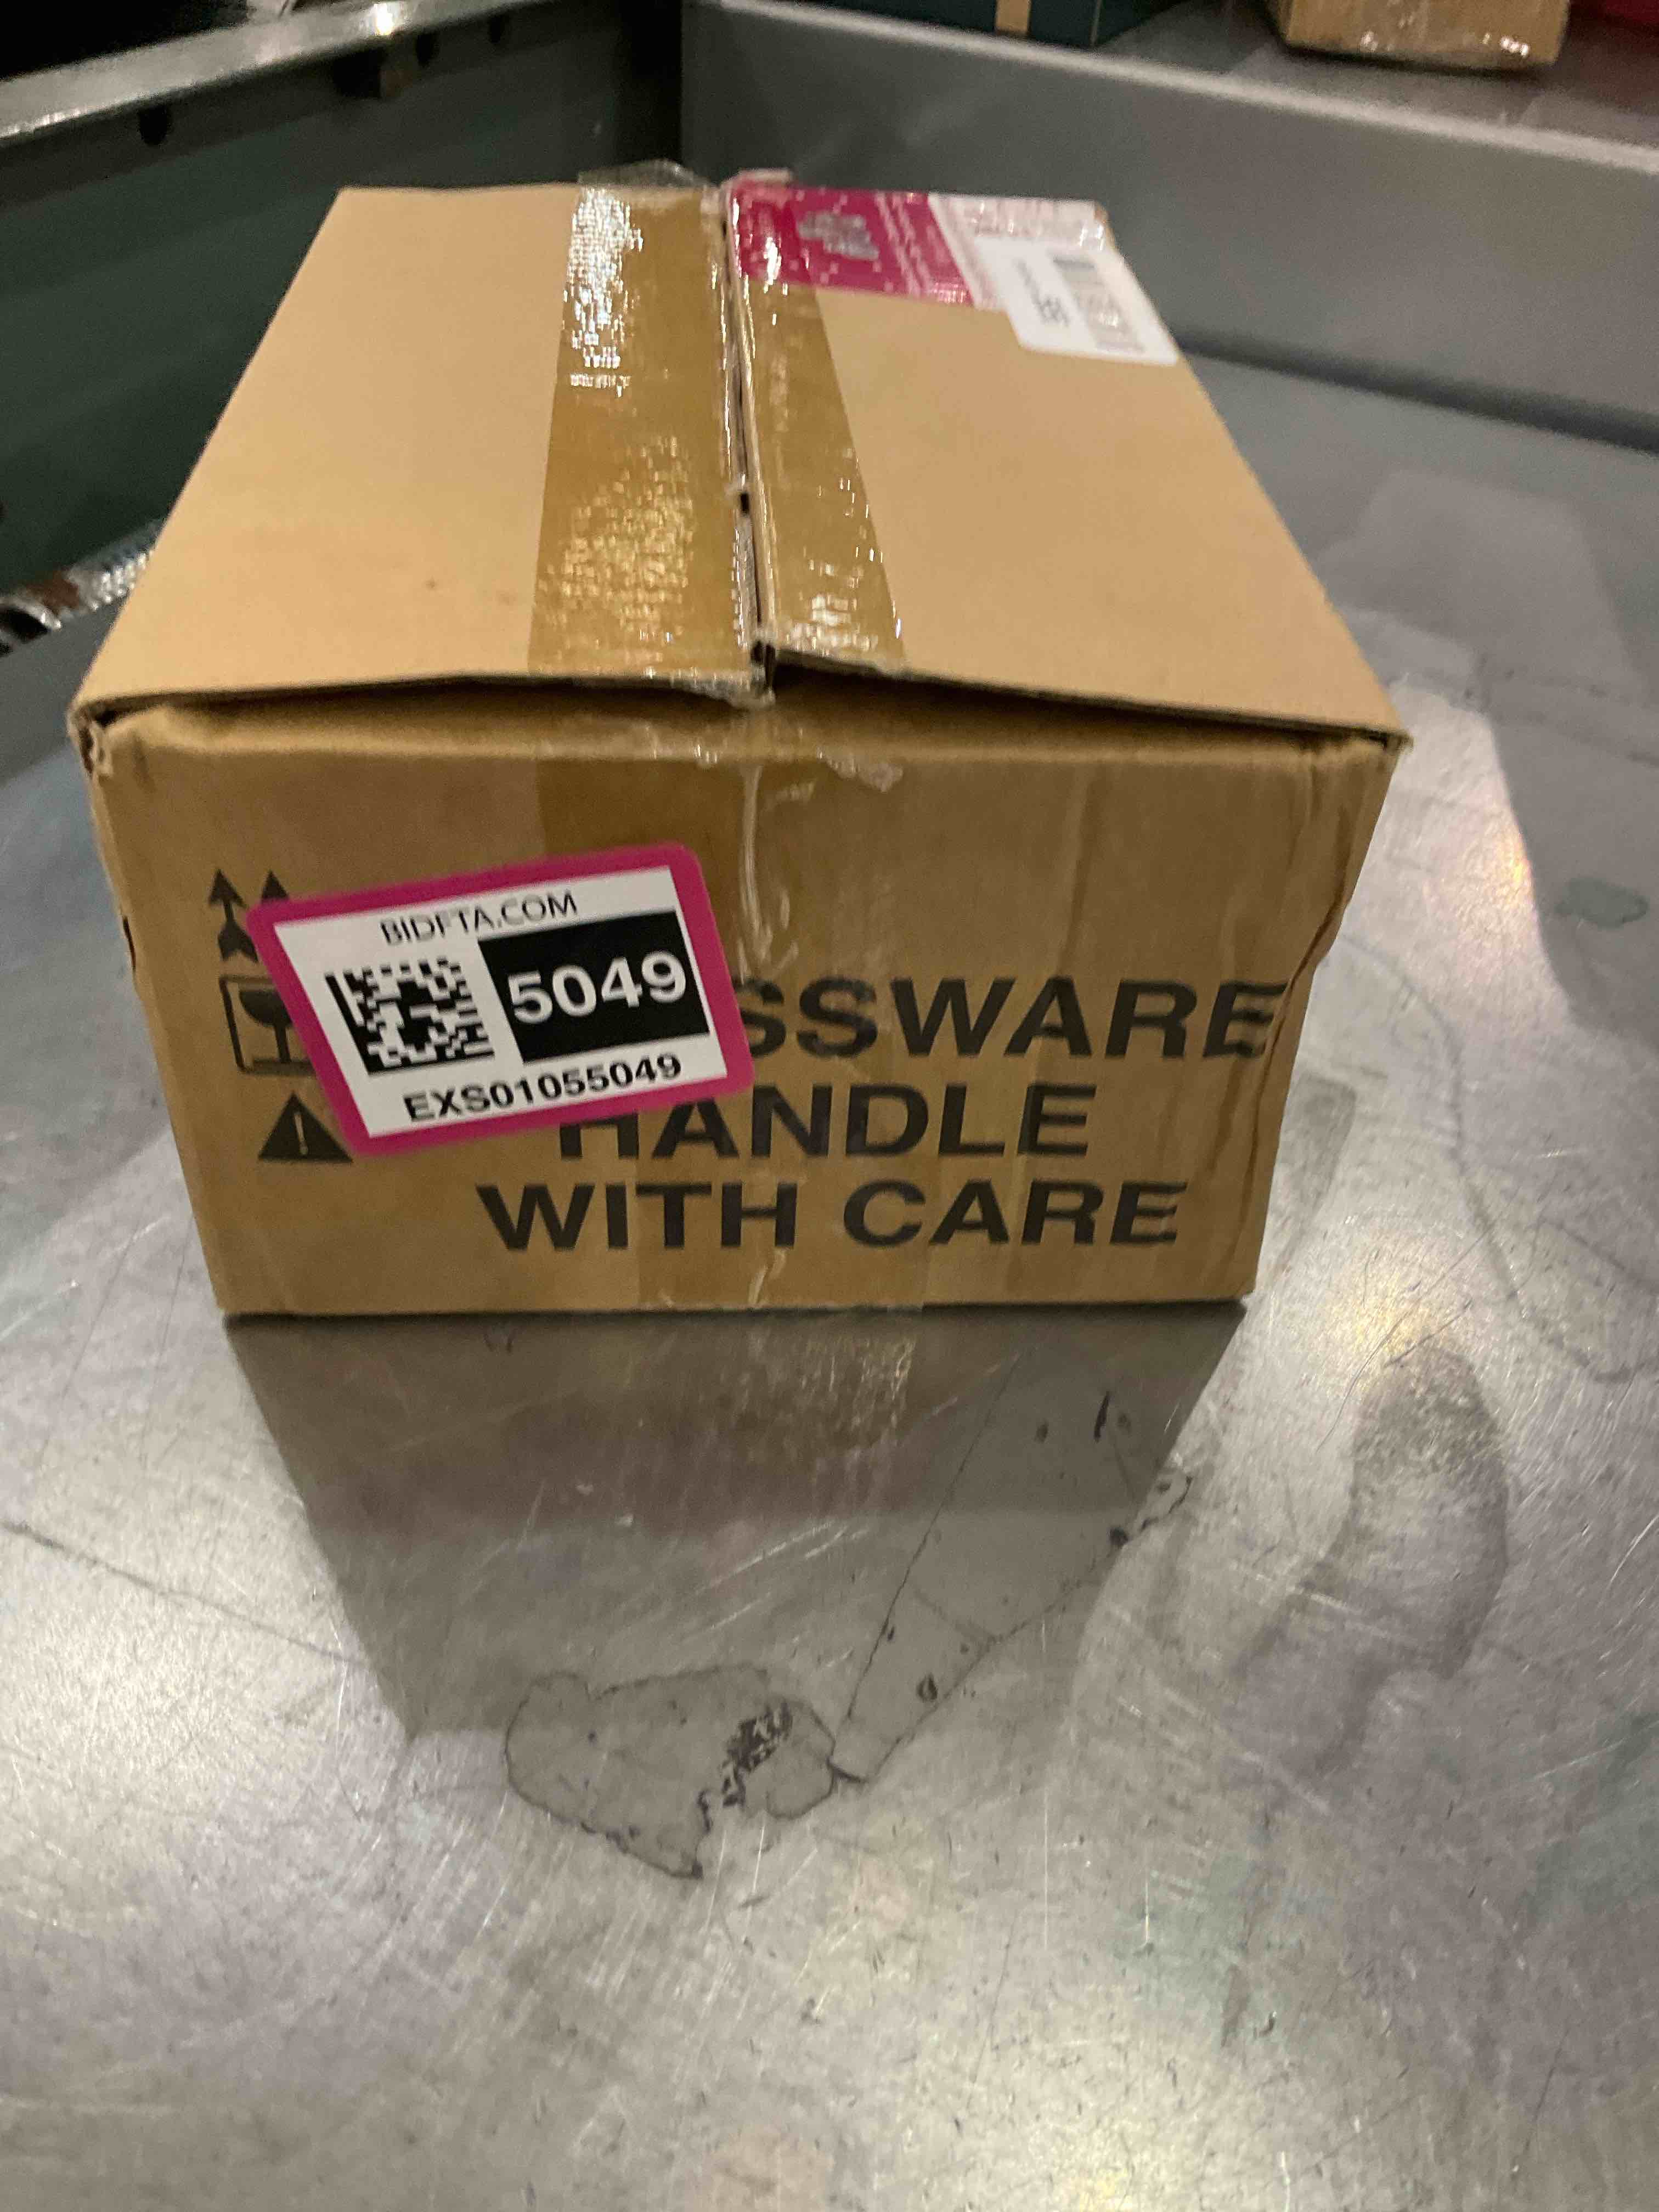 BIDFTA.COM
5049
EXS01055049
SSWARE
HANDLE
WITH CARE